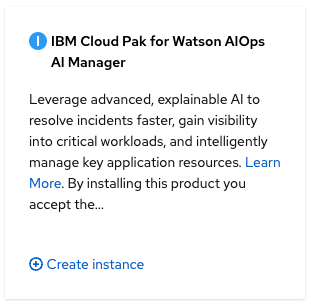 I IBM Cloud Pak for Watson AIOps
AI Manager
Leverage advanced, explainable AI to
resolve incidents faster, gain visibility
into critical workloads, and intelligently
manage key application resources. Learn
More. By installing this product you
accept the...
Create instance